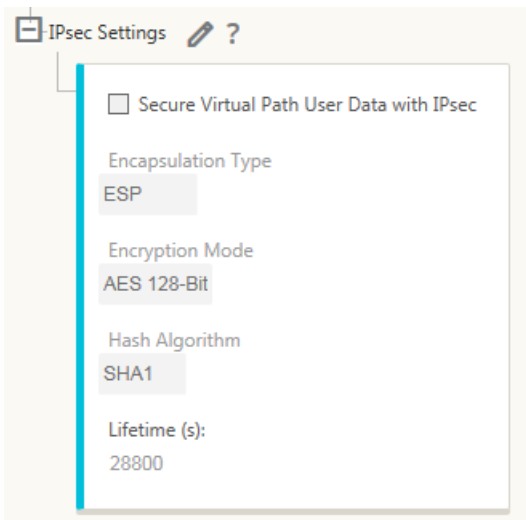 IPsec Settings ?
Secure Virtual Path User Data with IPsec
Encapsulation Type
ESP
Encryption Mode
AES 128-Bit
Hash Algorithm
SHA1
Lifetime (s):
28800